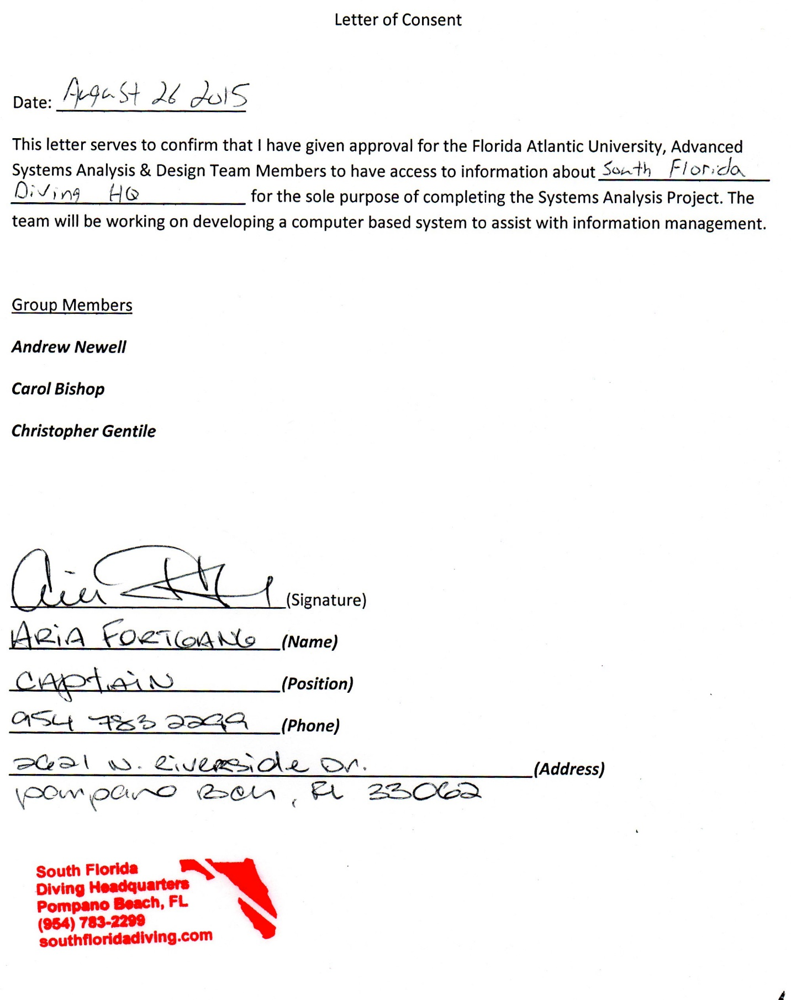 Letter of Consent
Date: August 26 2015
This letter serves to confirm that I have given approval for the Florida Atlantic University, Advanced
Systems Analysis & Design Team Members to have access to information about South Florida
Diving HQ for the sole purpose of completing the Systems Analysis Project. The
team will be working on developing a computer based system to assist with information management.
Group Members
Andrew Newell
Carol Bishop
Christopher Gentile
(Signature)
ARiA FORTGANG (Name)
CAptAiN (Position)
954 783 2299 (Phone)
2621 N. Riverside Dr. (Address)
pompano Bch, FL 33062
South Florida
Diving Headquarters
Pompano Beach, FL
(954) 783-2299
southfloridadiving.com